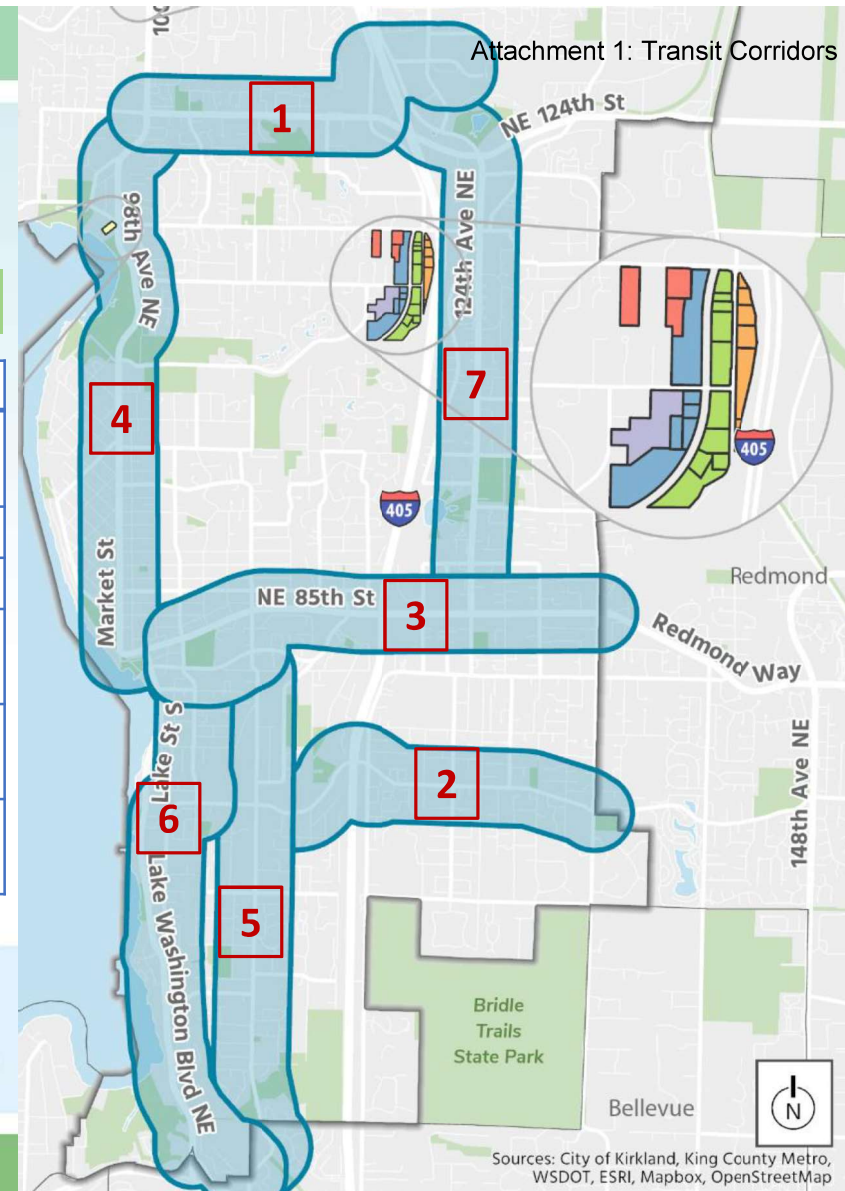 100
Attachment 1: Transit Corridors
1
NE 124th St
98th Ave NE
124th Ave NE
7
4
405
405
Market St
NE 85th St
3
Redmond
Redmond Way
Lake St S
2
148th Ave NE
6
Lake Washington Blvd NE
5
Bridle
Trails
State Park
Bellevue
N
Sources: City of Kirkland, King County Metro,
WSDOT, ESRI, Mapbox, OpenStreetMap